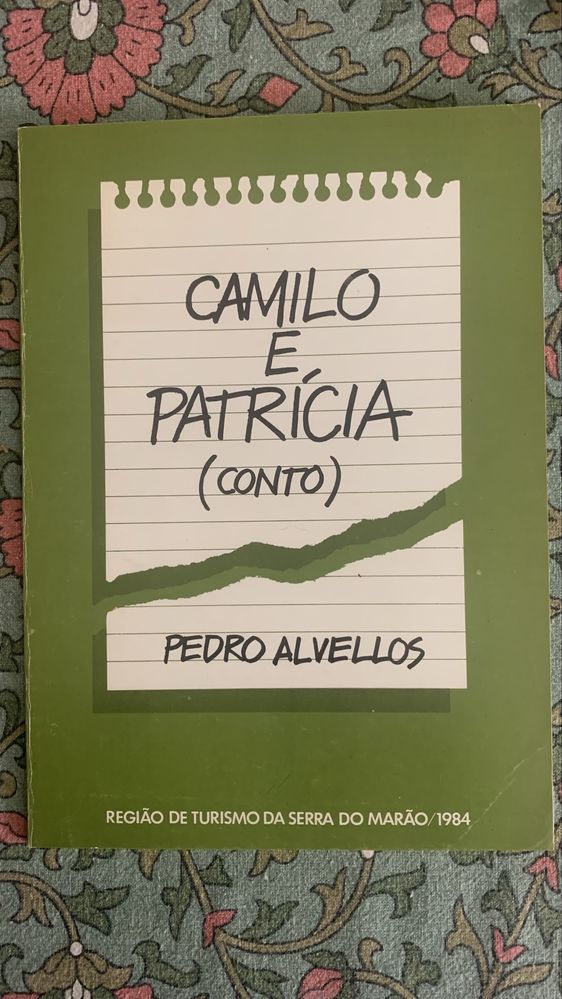 CAMILO
E
PATRÍCIA
(CONTO)
PEDRO ALVELLOS
REGIÃO DE TURISMO DA SERRA DO MARÃO/1984